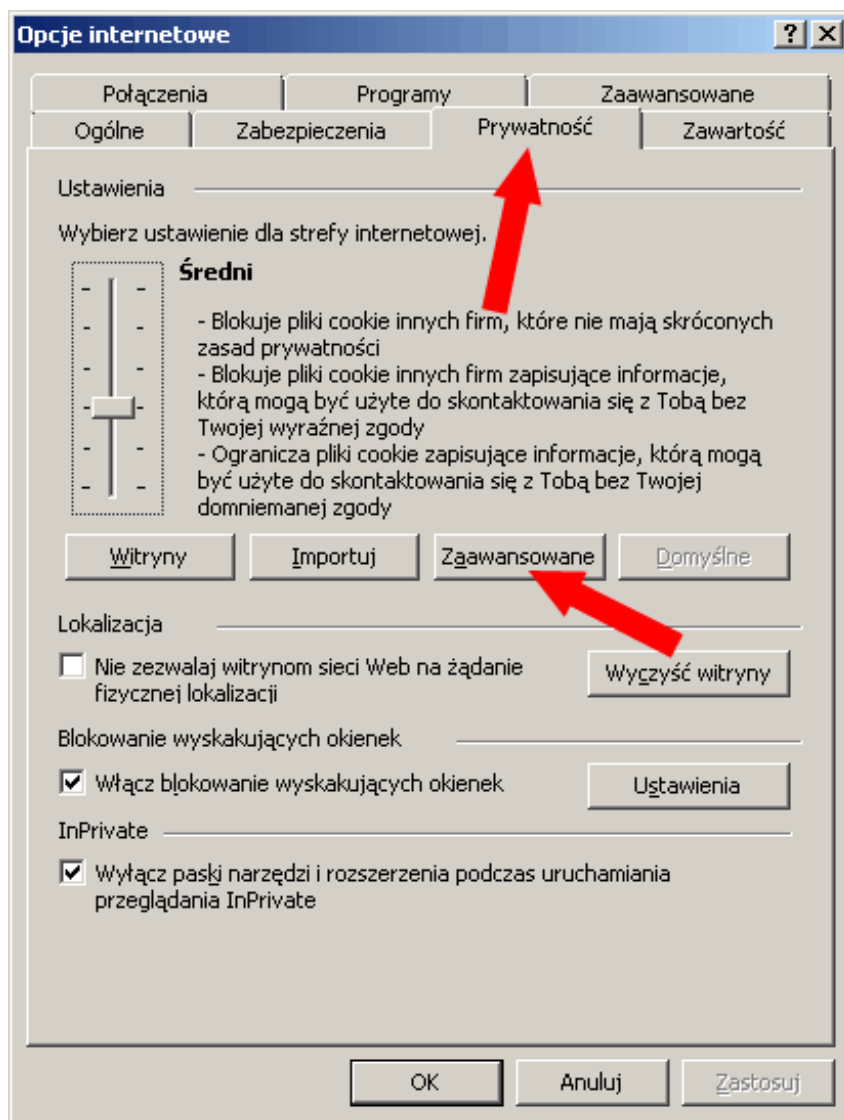 Opcje internetowe
Połączenia Programy Zaawansowane
Ogólne Zabezpieczenia Prywatność Zawartość
Ustawienia
Wybierz ustawienie dla strefy internetowej.
Średni
- Blokuje pliki cookie innych firm, które nie mają skróconych
zasad prywatności
- Blokuje pliki cookie innych firm zapisujące informacje,
którą mogą być użyte do skontaktowania się z Tobą bez
Twojej wyraźnej zgody
- Ogranicza pliki cookie zapisujące informacje, którą mogą
być użyte do skontaktowania się z Tobą bez Twojej
domniemanej zgody
Witryny Importuj Zaawansowane Domyślne
Lokalizacja
Nie zezwalaj witrynom sieci Web na żądanie
fizycznej lokalizacji
Wyczyść witryny
Blokowanie wyskakujących okienek
Włącz blokowanie wyskakujących okienek Ustawienia
InPrivate
Wyłącz paski narzędzi i rozszerzenia podczas uruchamiania
przeglądania InPrivate
OK Anuluj Zastosuj